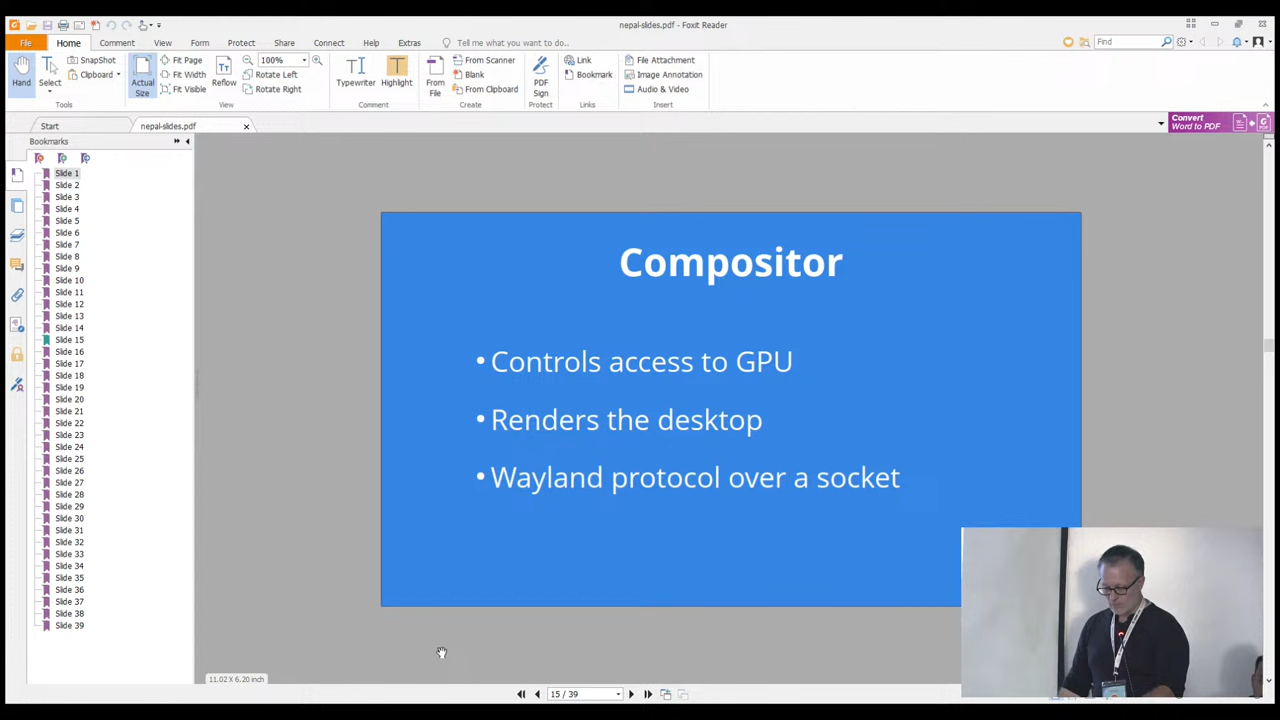 nepal-slides.pdf - Foxit Reader
File
Home
Comment
View
Form
Protect
Share
Connect
Help
Extras
Tell me what you want to do..
Find
Hand
Select
SnapShot
Clipboard
Tools
Actual Size
Fit Page
Fit Width
Fit Visible
Reflow
100%
Rotate Left
Rotate Right
View
Typewriter
Highlight
Comment
From File
From Scanner
Blank
From Clipboard
Create
PDF Sign
Protect
Link
Bookmark
Links
File Attachment
Image Annotation
Audio & Video
Insert
Start
nepal-slides.pdf
Convert
Word to PDF
Bookmarks
Slide 1
Slide 2
Slide 3
Slide 4
Slide 5
Slide 6
Slide 7
Slide 8
Slide 9
Slide 10
Slide 11
Slide 12
Slide 13
Slide 14
Slide 15
Slide 16
Slide 17
Slide 18
Slide 19
Slide 20
Slide 21
Slide 22
Slide 23
Slide 24
Slide 25
Slide 26
Slide 27
Slide 28
Slide 29
Slide 30
Slide 31
Slide 32
Slide 33
Slide 34
Slide 35
Slide 36
Slide 37
Slide 38
Slide 39
Compositor
• Controls access to GPU
• Renders the desktop
• Wayland protocol over a socket
11.02 X 6.20 inch
15 / 39